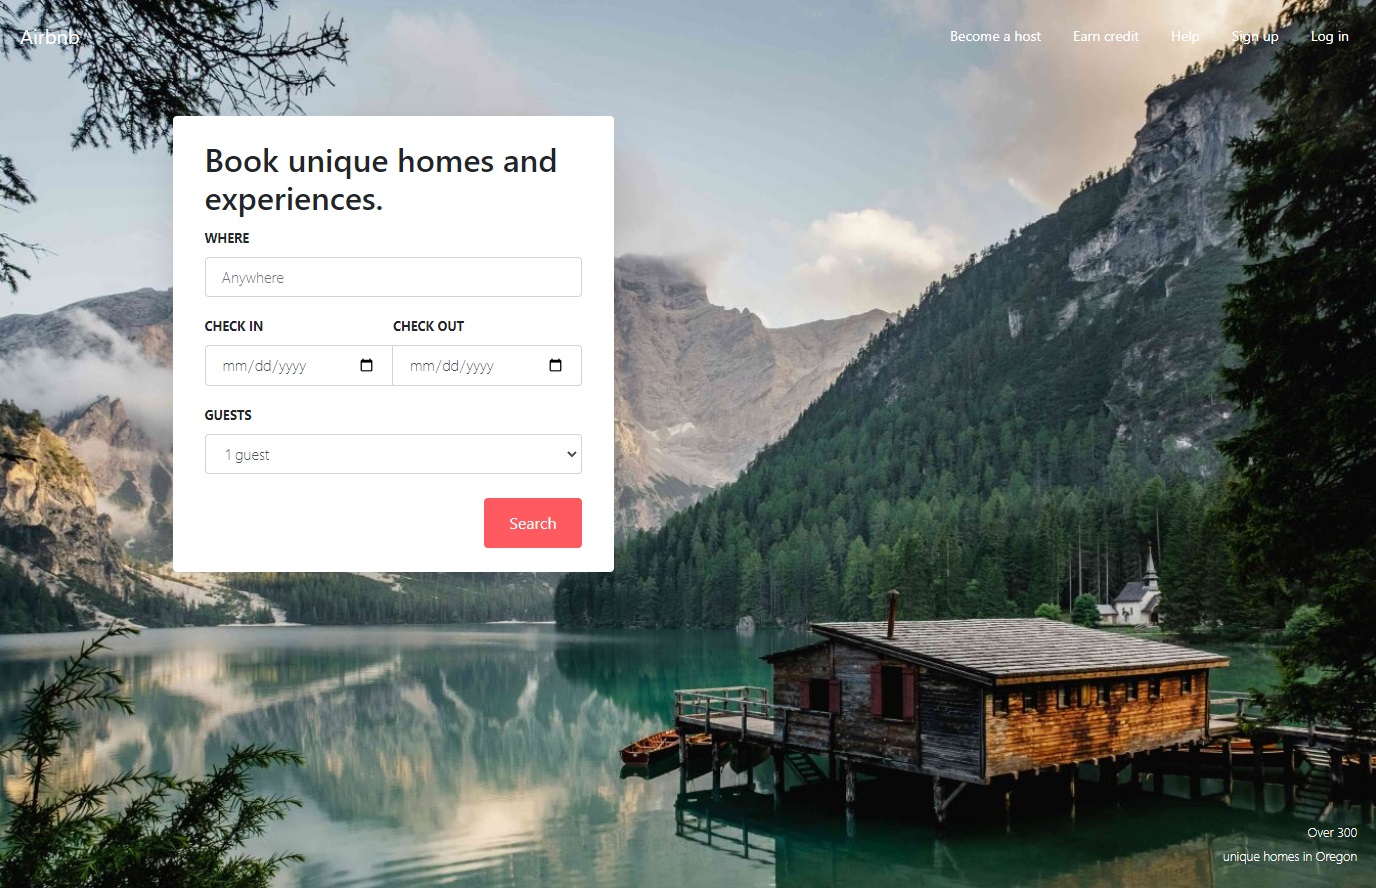 Airbnb
Become a host
Earn credit
Help
Sign up
Log in
Book unique homes and
experiences.
WHERE
Anywhere
CHECK IN
CHECK OUT
mm/dd/yyyy
mm/dd/yyyy
GUESTS
1 guest
Search
Over 300
unique homes in Oregon